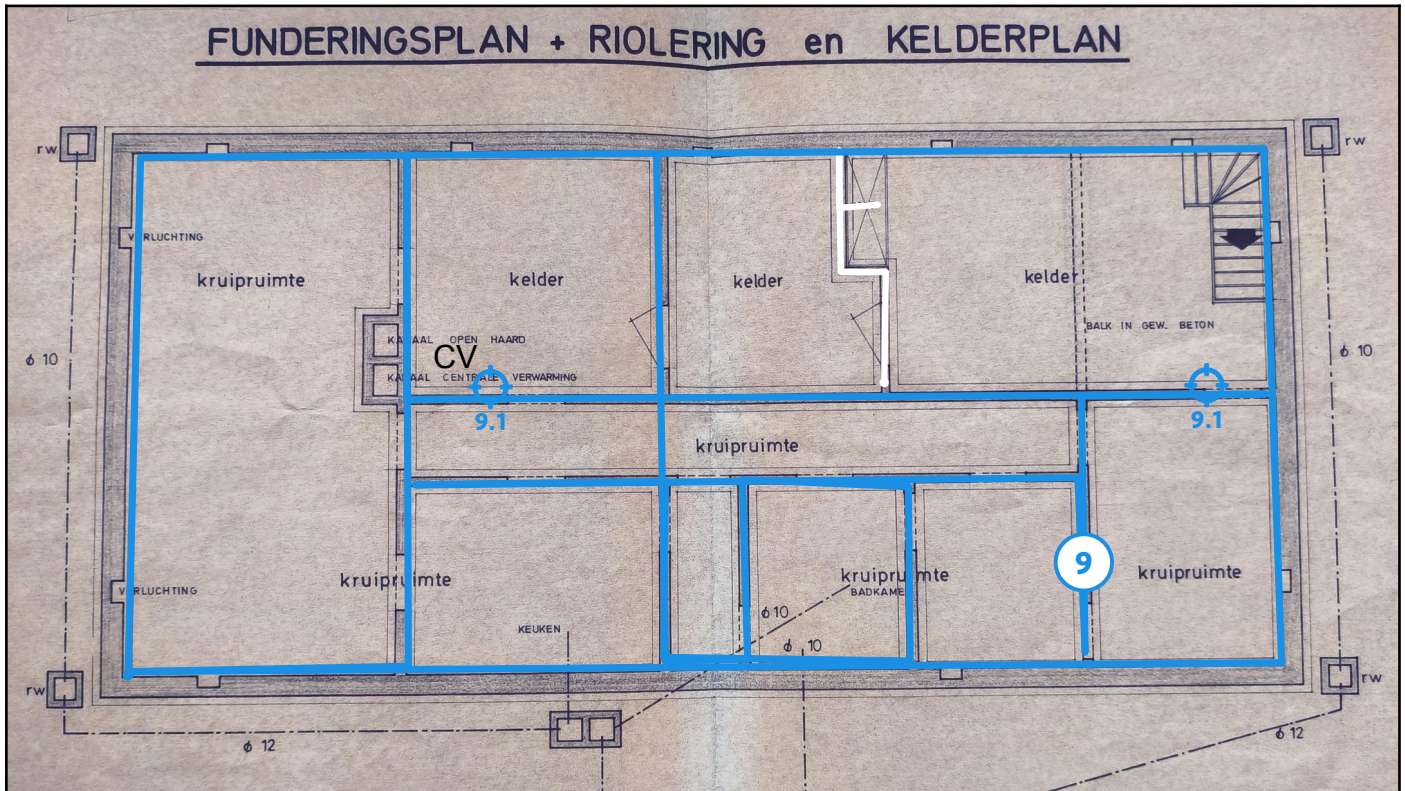 FUNDERINGSPLAN + RIOLERING en KELDERPLAN
rw
rw
VERLUCHTING
kruipruimte
kelder
kelder
kelder
BALK IN GEW. BETON
KANAAL OPEN HAARD
CV
KANAAL CENTRALE VERWARMING
ϕ 10
ϕ 10
9.1
9.1
kruipruimte
9
kruipruimte
kruipruimte
kruipruimte
BADKAMER
VERLUCHTING
ϕ 10
KEUKEN
ϕ 10
rw
rw
ϕ 12
ϕ 12